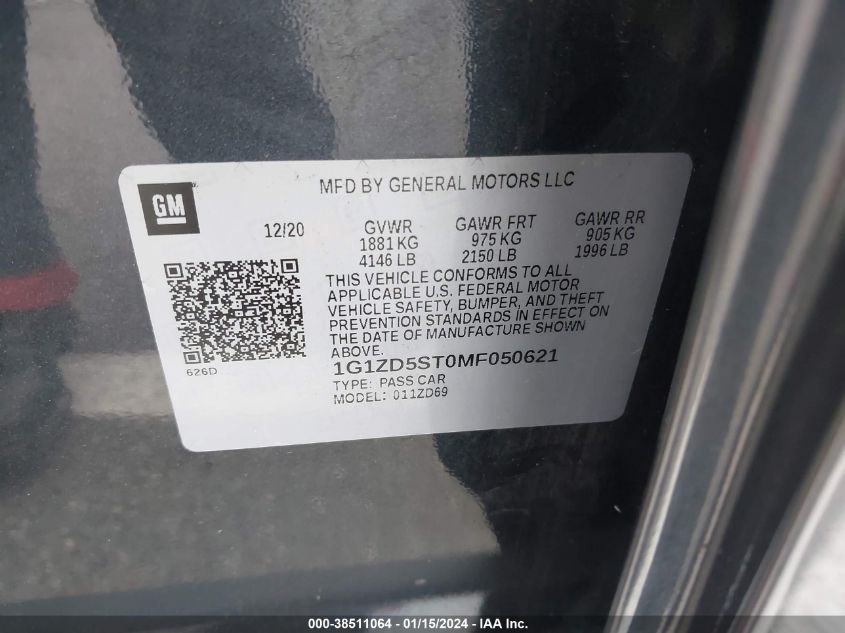 GM
MFD BY GENERAL MOTORS LLC
12/20 GVWR GAWR FRT GAWR RR
1881 KG 975 KG 905 KG
4146 LB 2150 LB 1996 LB
THIS VEHICLE CONFORMS TO ALL
APPLICABLE U.S. FEDERAL MOTOR
VEHICLE SAFETY, BUMPER, AND THEFT
PREVENTION STANDARDS IN EFFECT ON
THE DATE OF MANUFACTURE SHOWN
ABOVE.
626D
1G1ZD5ST0MF050621
TYPE: PASS CAR
MODEL: 011ZD69
000-38511064 - 01/15/2024 - IAA Inc.